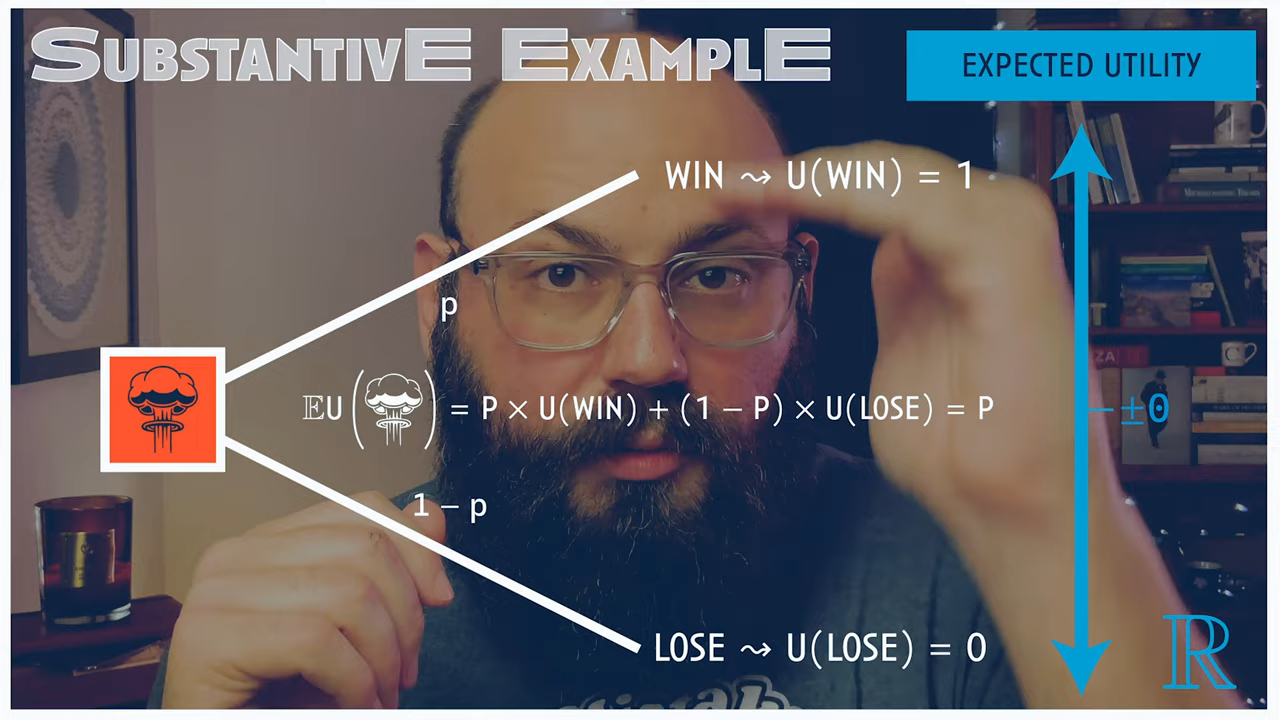 SUBSTANTIVE EXAMPLE
EXPECTED UTILITY
WIN ⤳ U(WIN) = 1
p
𝔼U( ) = P × U(WIN) + (1 − P) × U(LOSE) = P
±0
1 − p
LOSE ⤳ U(LOSE) = 0
ℝ